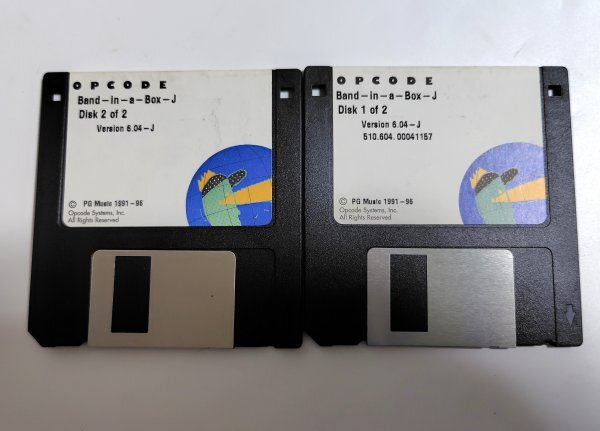 OPCODE
Band-in-a-Box-J
Disk 2 of 2
Version 6.04-J
© PG Music 1991-96
Opcode Systems, Inc.
All Rights Reserved
OPCODE
Band-in-a-Box-J
Disk 1 of 2
Version 6.04-J
510.604.00041157
© PG Music 1991-96
Opcode Systems, Inc.
All Rights Reserved